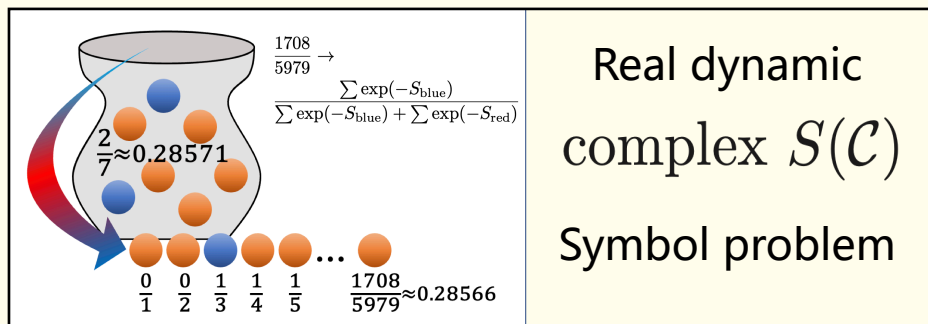 1708/5979 →
∑ exp(−S_blue) / (∑ exp(−S_blue) + ∑ exp(−S_red))
2/7≈0.28571
...
0/1 0/2 1/3 1/4 1/5 1708/5979≈0.28566
Real dynamic
complex S(𝒞)
Symbol problem